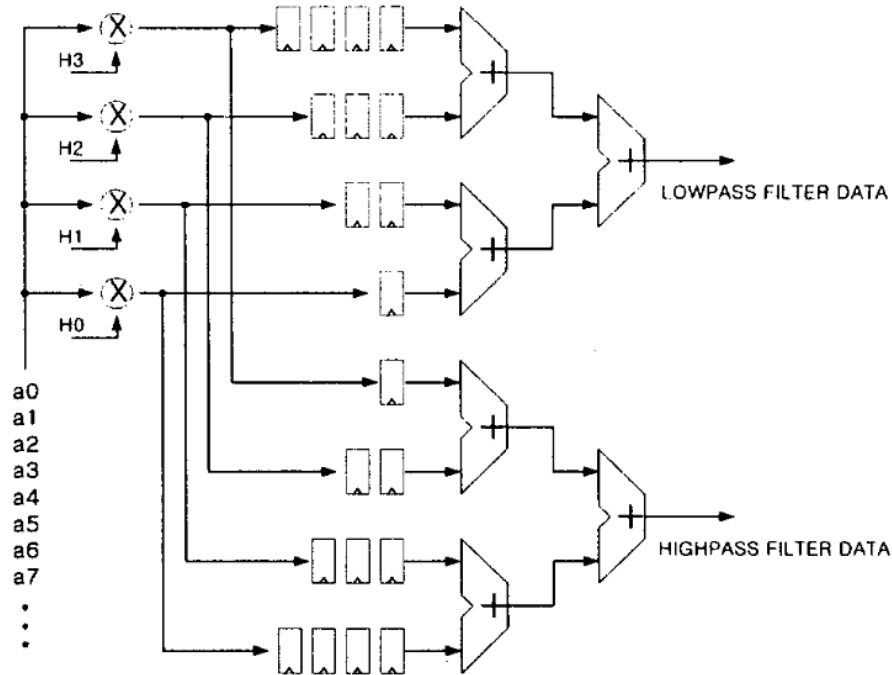 X
H3
X
H2
+
+
LOWPASS FILTER DATA
X
H1
+
X
H0
a0
a1
a2
a3
a4
a5
a6
a7
+
+
HIGHPASS FILTER DATA
+